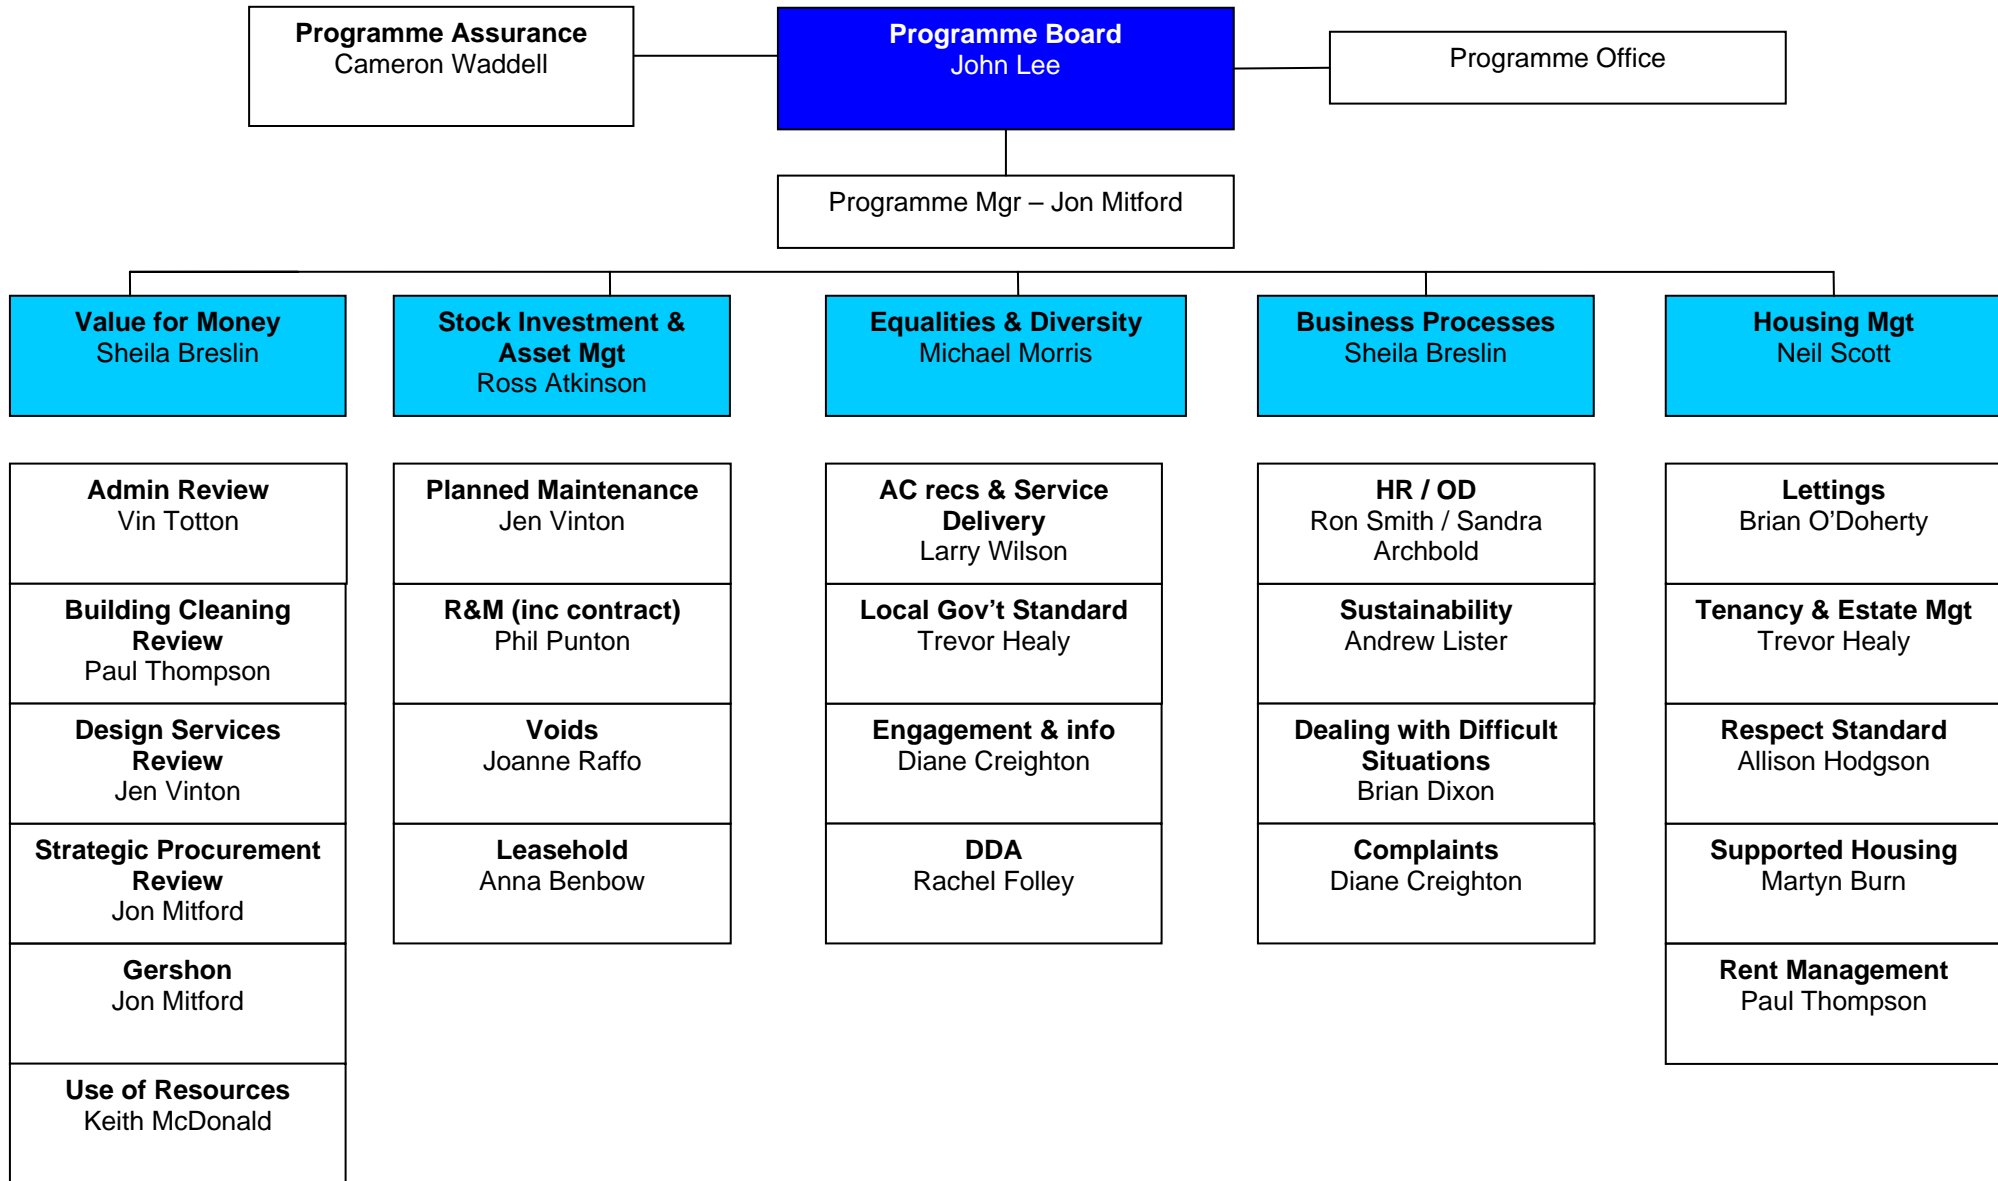 Programme Assurance
Cameron Waddell
Programme Board
John Lee
Programme Office
Programme Mgr – Jon Mitford
Value for Money
Sheila Breslin
Stock Investment &
Asset Mgt
Ross Atkinson
Equalities & Diversity
Michael Morris
Business Processes
Sheila Breslin
Housing Mgt
Neil Scott
Admin Review
Vin Totton
Building Cleaning
Review
Paul Thompson
Design Services
Review
Jen Vinton
Strategic Procurement
Review
Jon Mitford
Gershon
Jon Mitford
Use of Resources
Keith McDonald
Planned Maintenance
Jen Vinton
R&M (inc contract)
Phil Punton
Voids
Joanne Raffo
Leasehold
Anna Benbow
AC recs & Service
Delivery
Larry Wilson
Local Gov’t Standard
Trevor Healy
Engagement & info
Diane Creighton
DDA
Rachel Folley
HR / OD
Ron Smith / Sandra
Archbold
Sustainability
Andrew Lister
Dealing with Difficult
Situations
Brian Dixon
Complaints
Diane Creighton
Lettings
Brian O’Doherty
Tenancy & Estate Mgt
Trevor Healy
Respect Standard
Allison Hodgson
Supported Housing
Martyn Burn
Rent Management
Paul Thompson